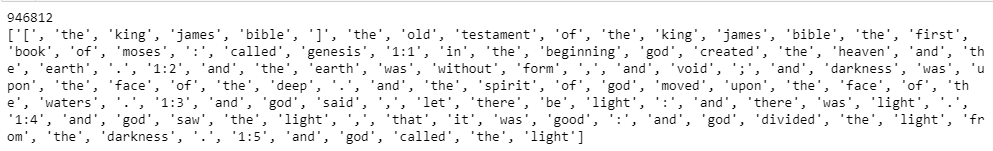 946812
['[', 'the', 'king', 'james', 'bible', ']', 'the', 'old', 'testament', 'of', 'the', 'king', 'james', 'bible', 'the', 'first',
'book', 'of', 'moses', ':', 'called', 'genesis', '1:1', 'in', 'the', 'beginning', 'god', 'created', 'the', 'heaven', 'and', 'th
e', 'earth', '.', '1:2', 'and', 'the', 'earth', 'was', 'without', 'form', ',', 'and', 'void', ';', 'and', 'darkness', 'was', 'u
pon', 'the', 'face', 'of', 'the', 'deep', '.', 'and', 'the', 'spirit', 'of', 'god', 'moved', 'upon', 'the', 'face', 'of', 'th
e', 'waters', '.', '1:3', 'and', 'god', 'said', ',', 'let', 'there', 'be', 'light', ':', 'and', 'there', 'was', 'light', '.',
'1:4', 'and', 'god', 'saw', 'the', 'light', ',', 'that', 'it', 'was', 'good', ':', 'and', 'god', 'divided', 'the', 'light', 'fr
om', 'the', 'darkness', '.', '1:5', 'and', 'god', 'called', 'the', 'light']